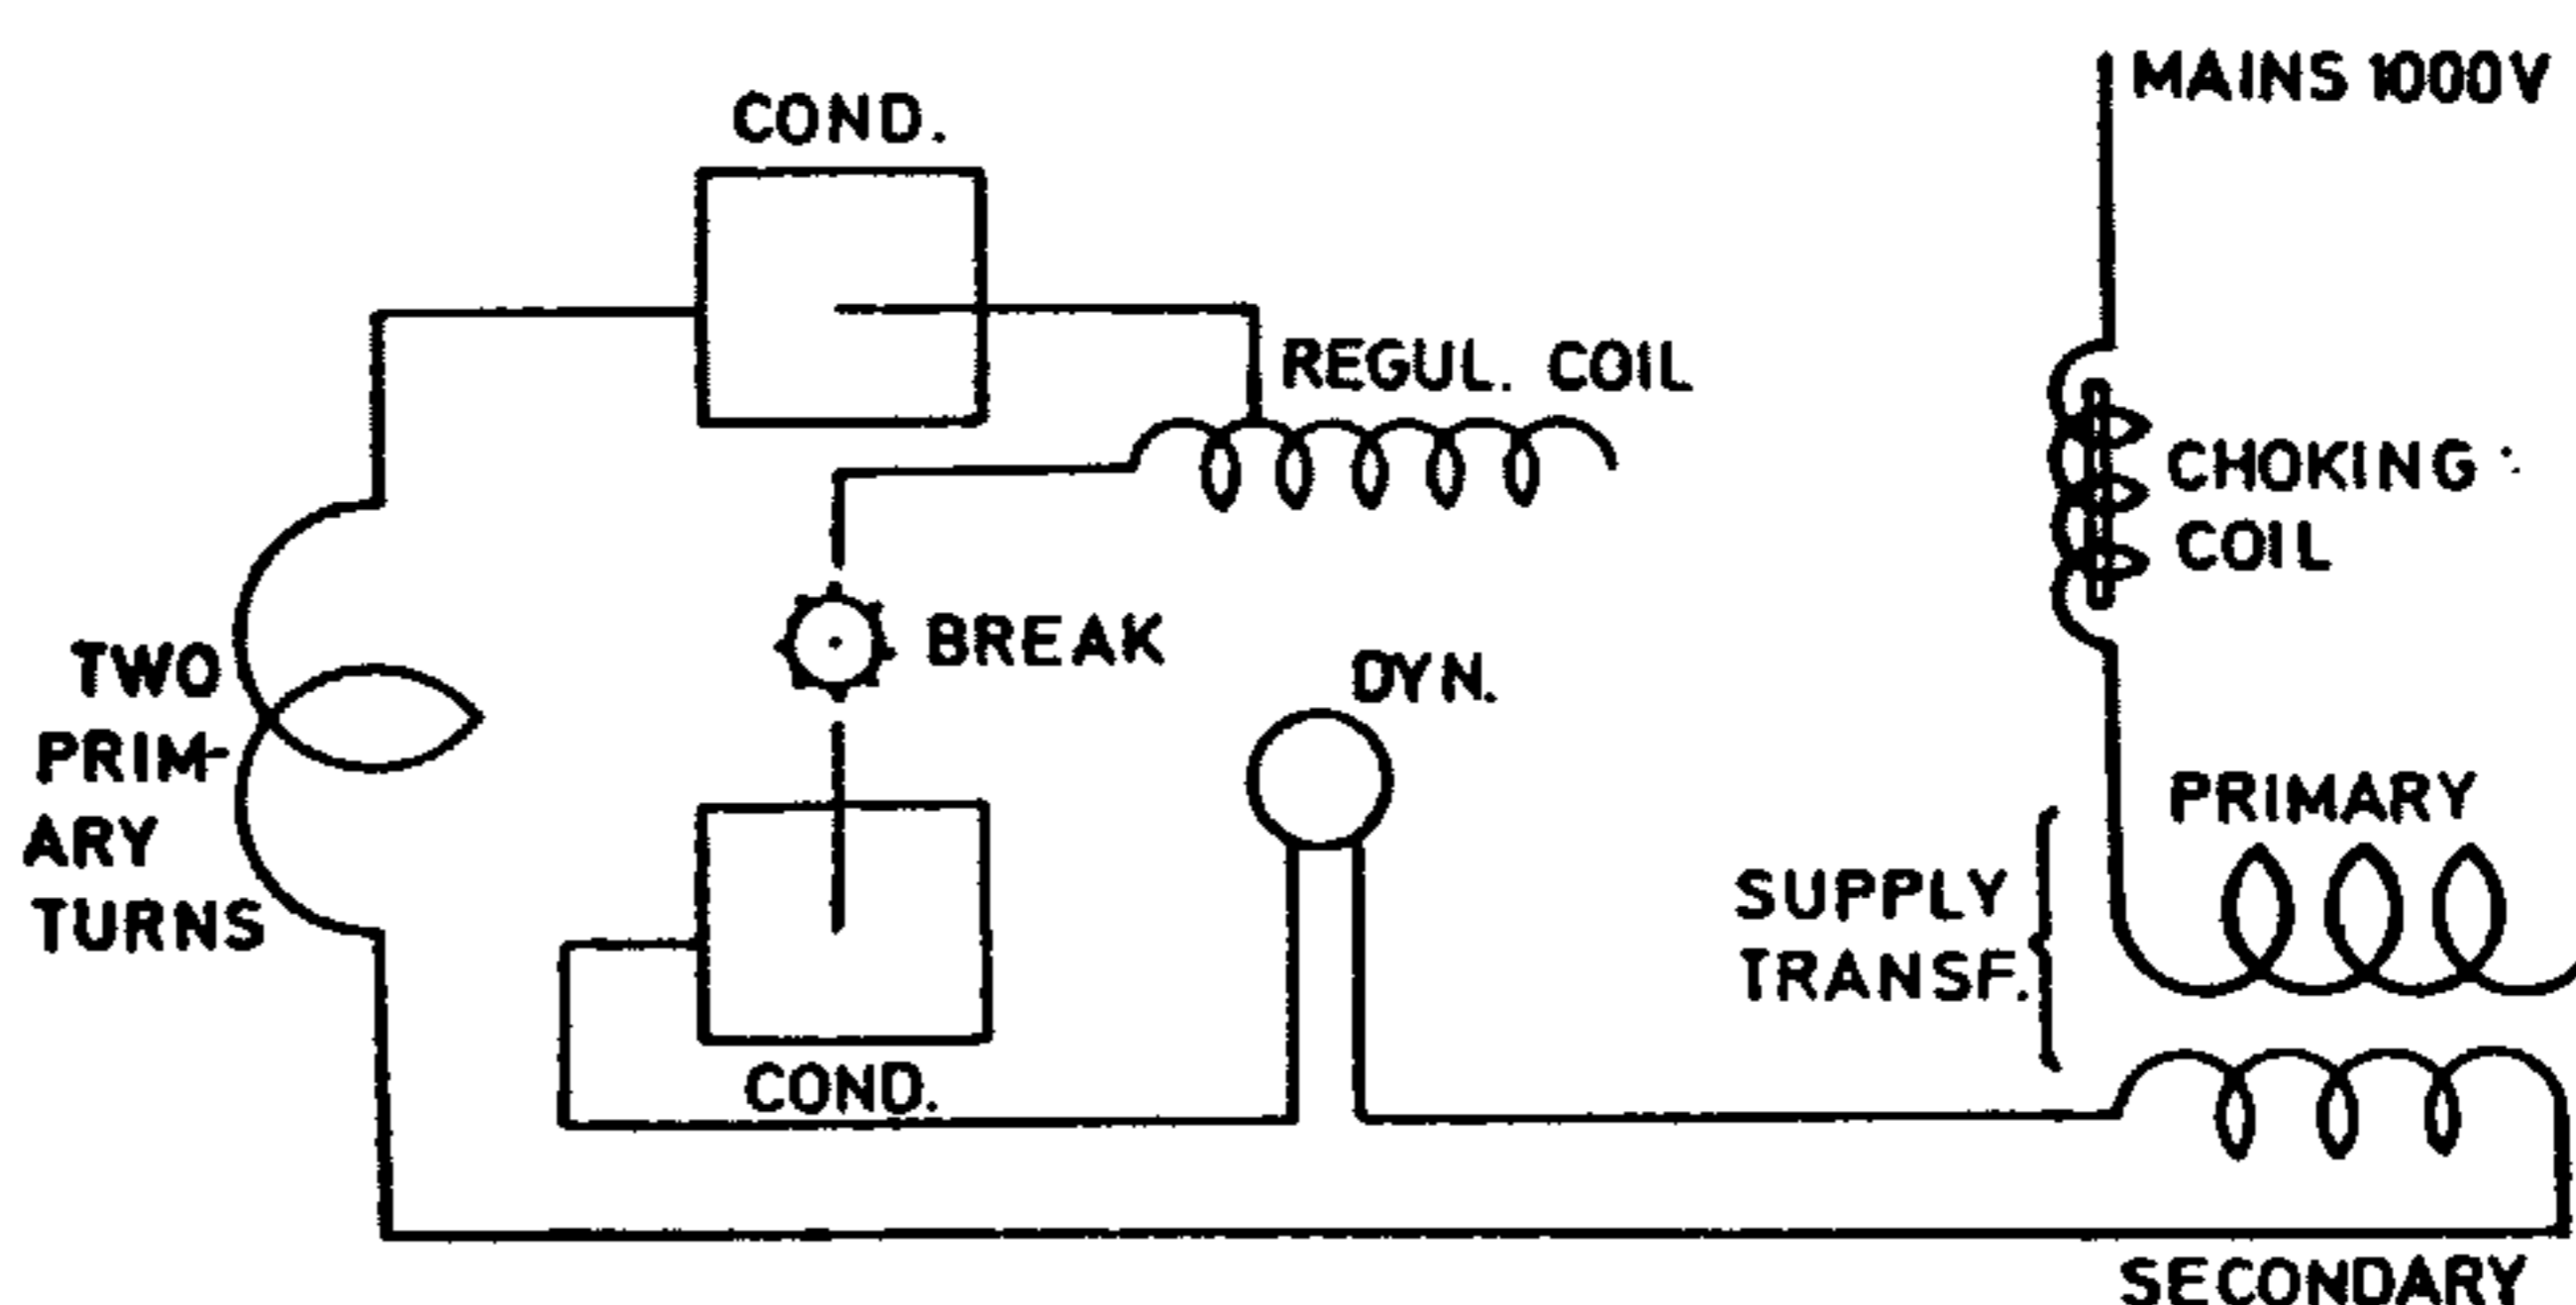 MAINS 1000V
COND.
REGUL. COIL
CHOKING
COIL
BREAK
DYN.
TWO
PRIM-
ARY
TURNS
PRIMARY
SUPPLY
TRANSF.
COND.
SECONDARY